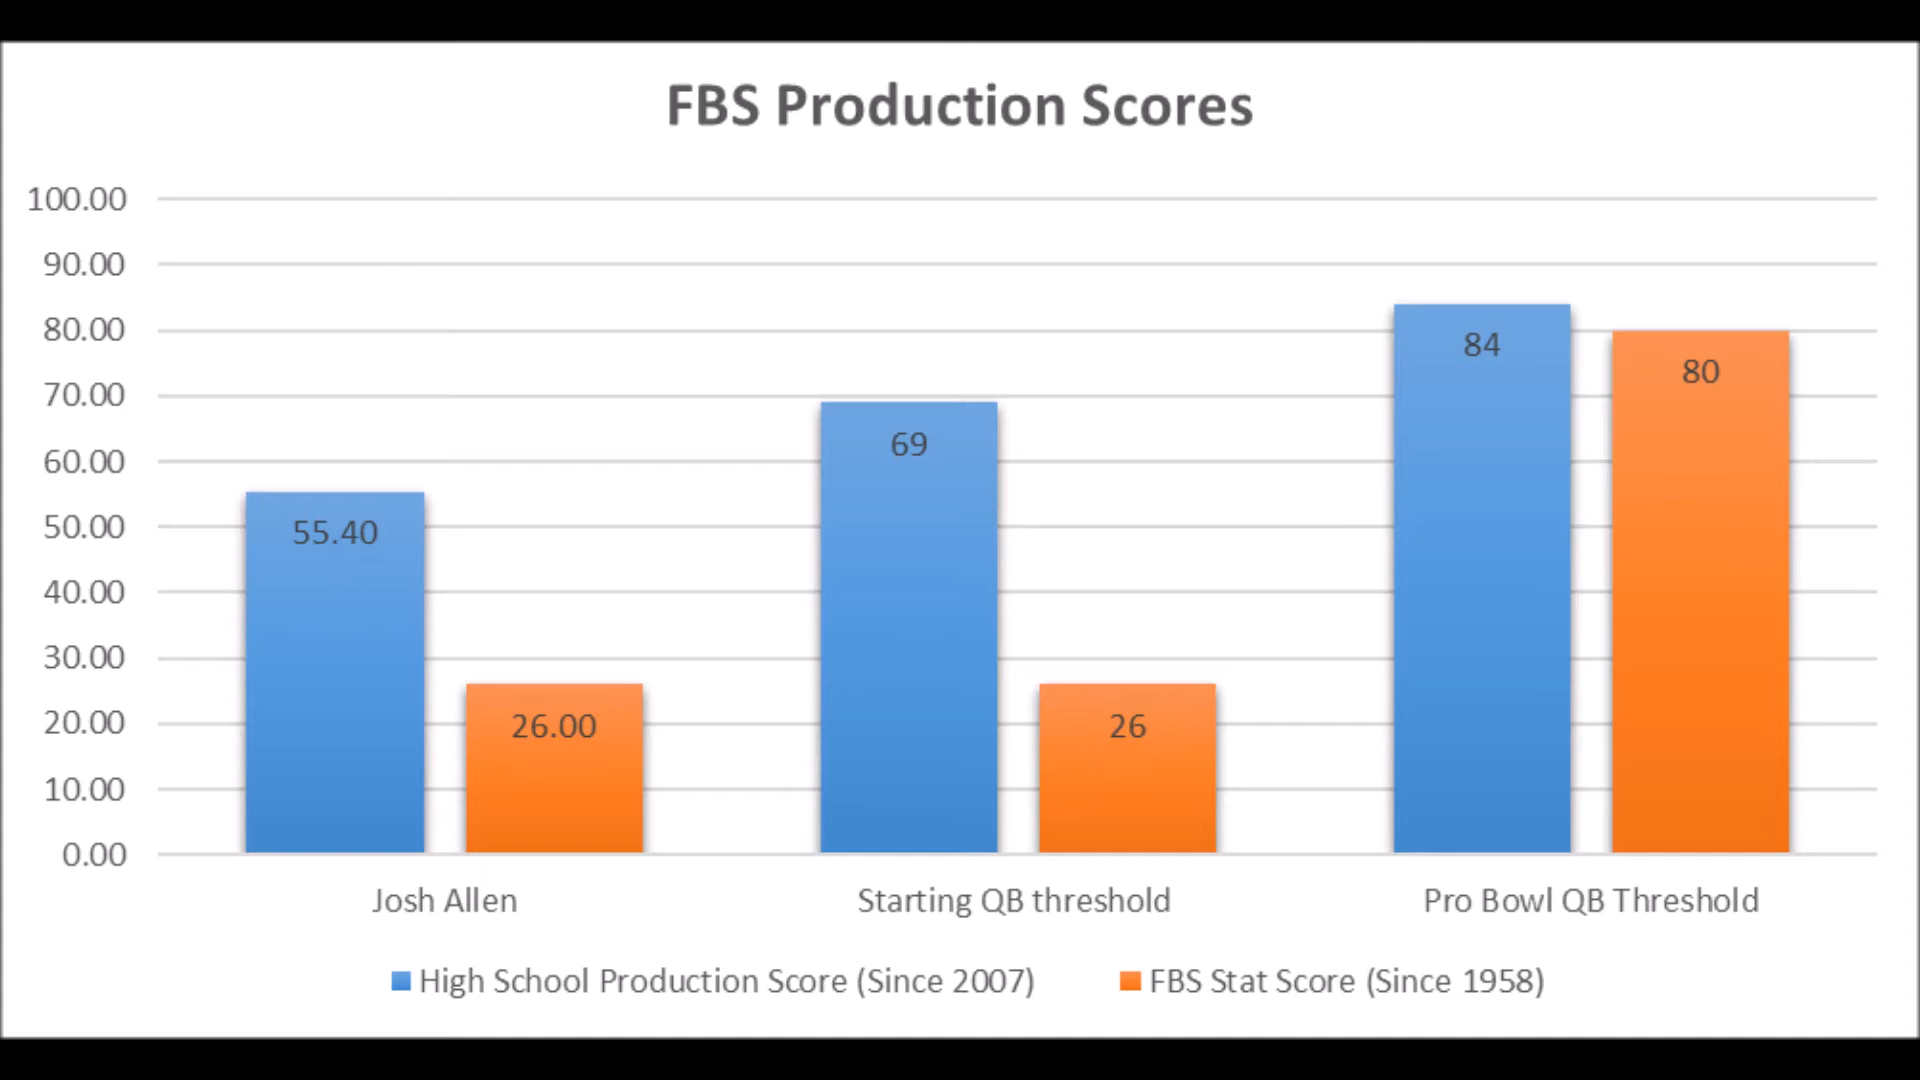 FBS Production Scores
100.00
90.00
80.00
70.00
60.00
50.00
40.00
30.00
20.00
10.00
0.00
55.40
26.00
69
26
84
80
Josh Allen
Starting QB threshold
Pro Bowl QB Threshold
High School Production Score (Since 2007)
FBS Stat Score (Since 1958)